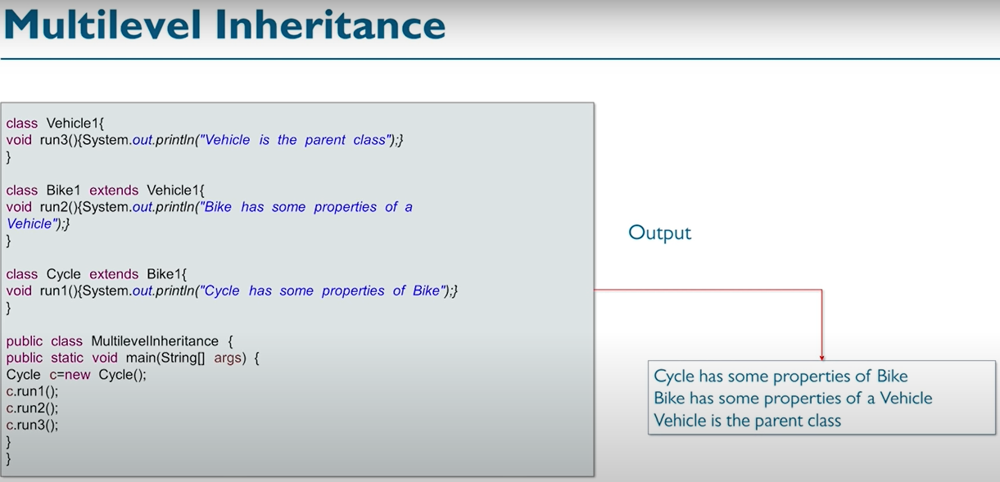 Multilevel Inheritance
class Vehicle1{
void run3(){System.out.println("Vehicle is the parent class");}
}
class Bike1 extends Vehicle1{
void run2(){System.out.println("Bike has some properties of a
Vehicle");}
}
class Cycle extends Bike1{
void run1(){System.out.println("Cycle has some properties of Bike");}
}
public class MultilevelInheritance {
public static void main(String[] args) {
Cycle c=new Cycle();
c.run1();
c.run2();
c.run3();
}
}
Output
Cycle has some properties of Bike
Bike has some properties of a Vehicle
Vehicle is the parent class